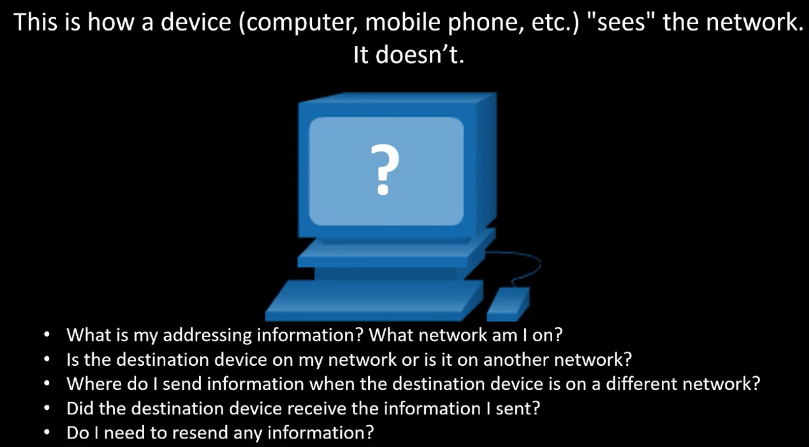 This is how a device (computer, mobile phone, etc.) "sees" the network.
It doesn’t.
?
• What is my addressing information? What network am I on?
• Is the destination device on my network or is it on another network?
• Where do I send information when the destination device is on a different network?
• Did the destination device receive the information I sent?
• Do I need to resend any information?